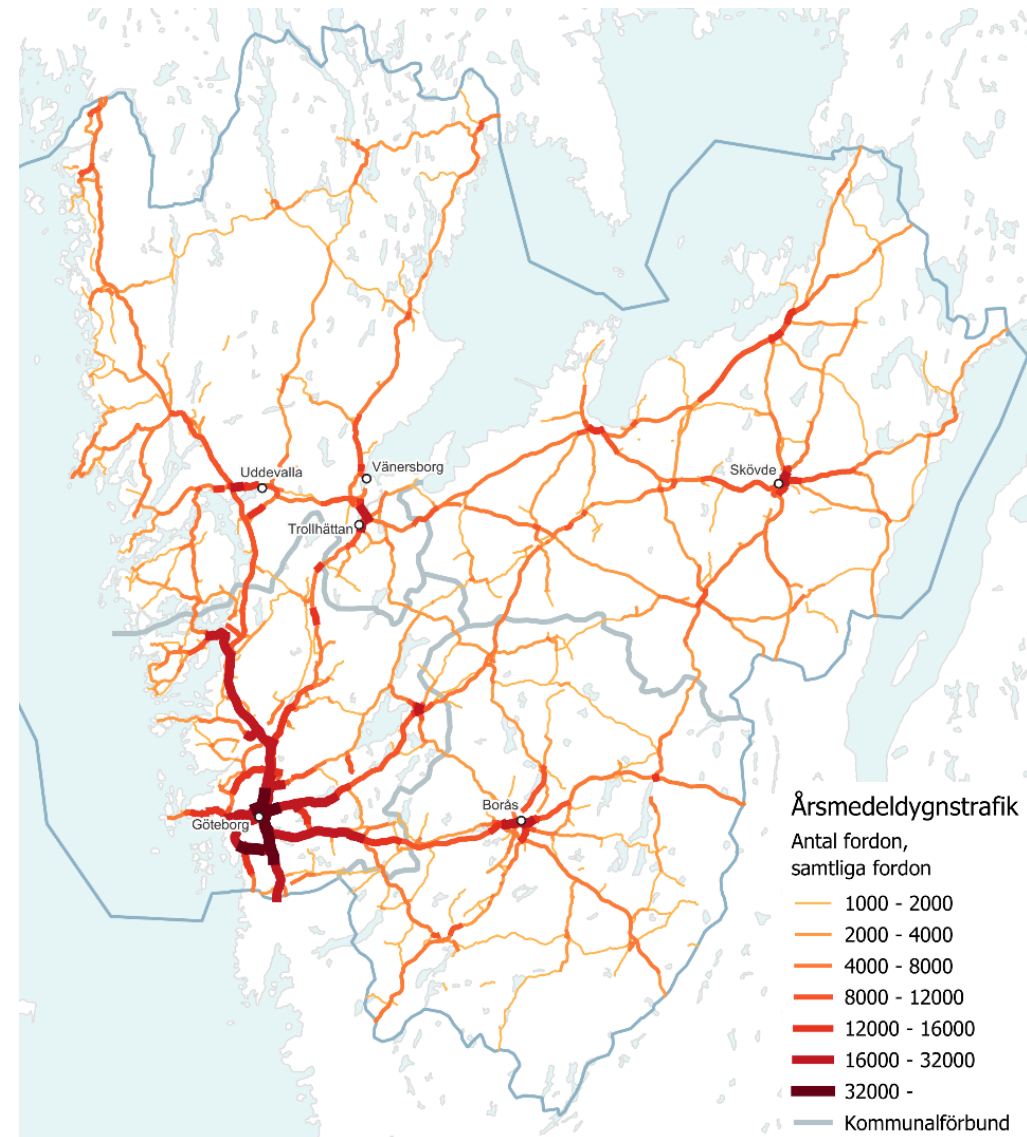 Uddevalla
Vänersborg
Trollhättan
Skövde
Göteborg
Borås
Årsmedeldygnstrafik
Antal fordon,
samtliga fordon
1000 - 2000
2000 - 4000
4000 - 8000
8000 - 12000
12000 - 16000
16000 - 32000
32000 -
Kommunalförbund